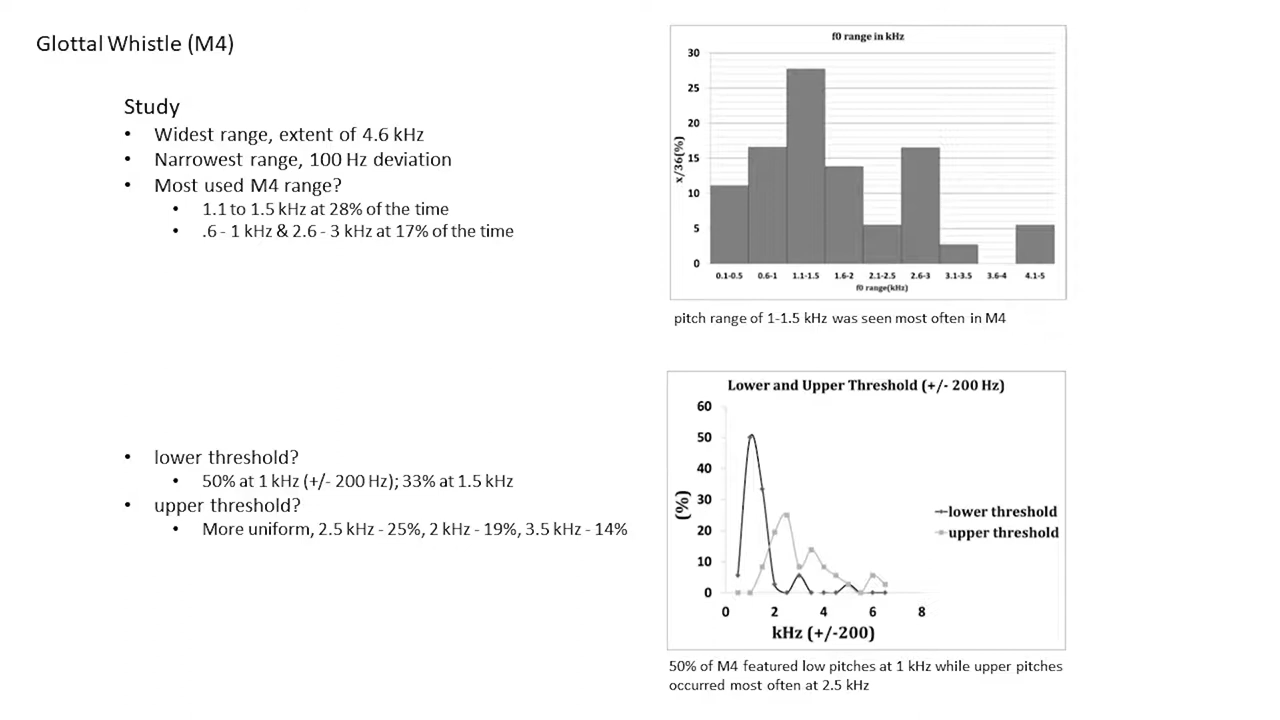 Glottal Whistle (M4)
Study
• Widest range, extent of 4.6 kHz
• Narrowest range, 100 Hz deviation
• Most used M4 range?
• 1.1 to 1.5 kHz at 28% of the time
• .6 - 1 kHz & 2.6 - 3 kHz at 17% of the time
f0 range in kHz
30
25
20
15
10
5
0
x/36(%)
0.1-0.5 0.6-1 1.1-1.5 1.6-2 2.1-2.5 2.6-3 3.1-3.5 3.6-4 4.1-5
f0 range(kHz)
pitch range of 1-1.5 kHz was seen most often in M4
• lower threshold?
• 50% at 1 kHz (+/- 200 Hz); 33% at 1.5 kHz
• upper threshold?
• More uniform, 2.5 kHz - 25%, 2 kHz - 19%, 3.5 kHz - 14%
Lower and Upper Threshold (+/- 200 Hz)
60
50
40
30
20
10
0
(%)
0 2 4 6 8
kHz (+/-200)
lower threshold
upper threshold
50% of M4 featured low pitches at 1 kHz while upper pitches
occurred most often at 2.5 kHz